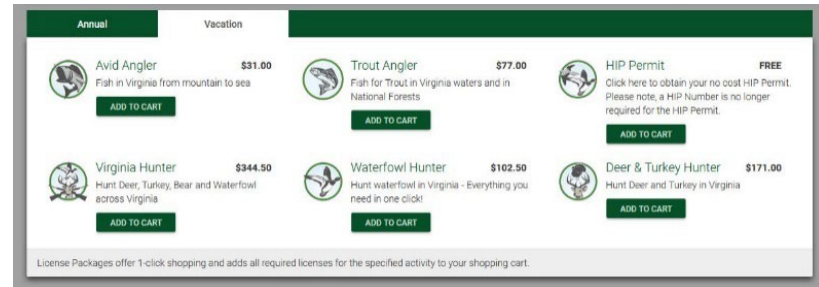 Annual
Vacation
Avid Angler $31.00
Fish in Virginia from mountain to sea
ADD TO CART
Trout Angler $77.00
Fish for Trout in Virginia waters and in
National Forests
ADD TO CART
HIP Permit FREE
Click here to obtain your no cost HIP Permit.
Please note, a HIP Number is no longer
required for the HIP Permit.
ADD TO CART
Virginia Hunter $344.50
Hunt Deer, Turkey, Bear and Waterfowl
across Virginia
ADD TO CART
Waterfowl Hunter $102.50
Hunt waterfowl in Virginia - Everything you
need in one click!
ADD TO CART
Deer & Turkey Hunter $171.00
Hunt Deer and Turkey in Virginia
ADD TO CART
License Packages offer 1-click shopping and adds all required licenses for the specified activity to your shopping cart.